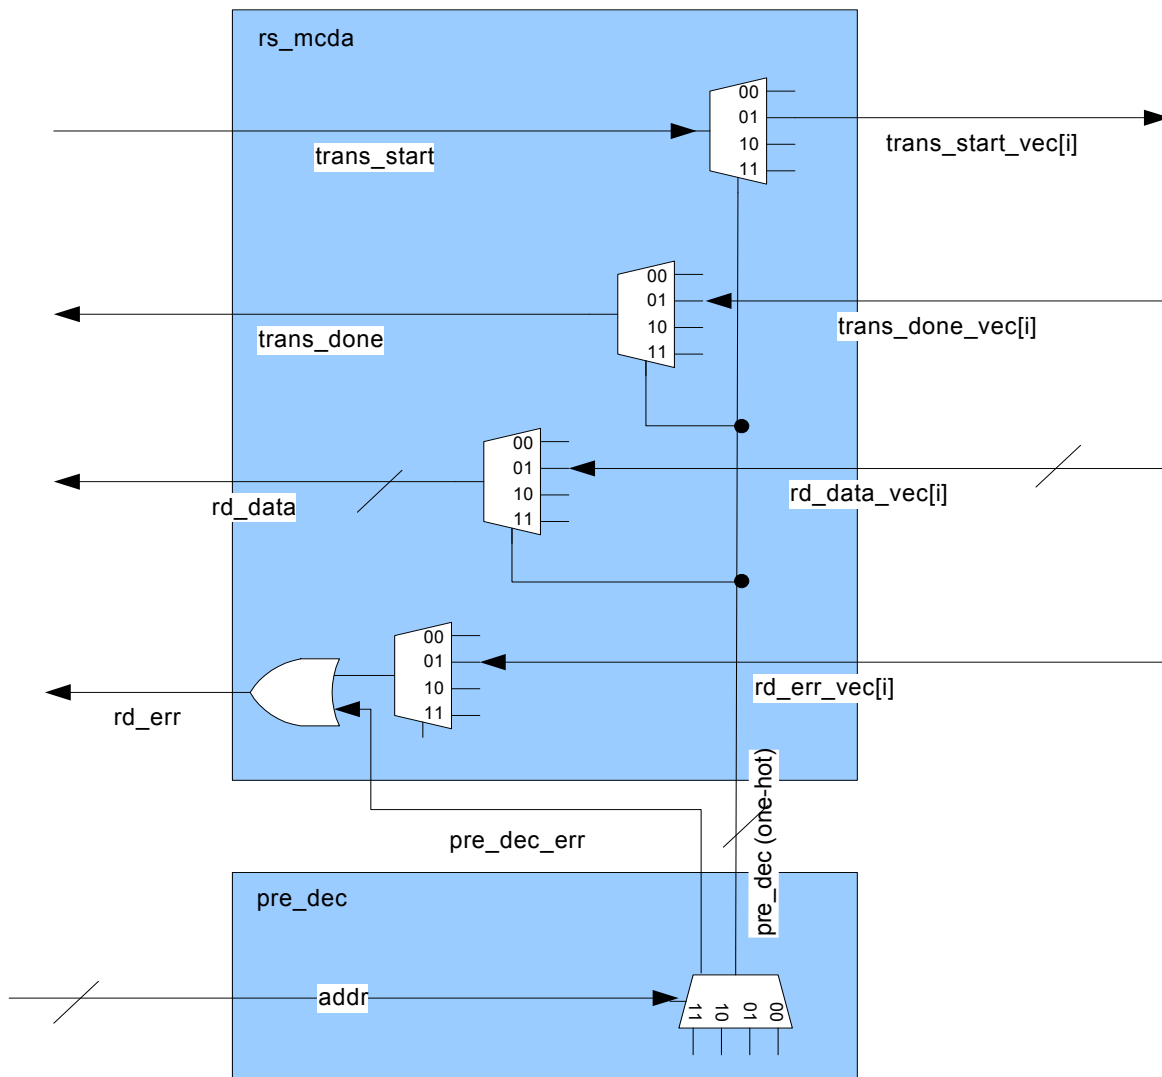 rs_mcda
00
01
10
11
trans_start
trans_start_vec[i]
00
01
10
11
trans_done
trans_done_vec[i]
00
01
10
11
rd_data
rd_data_vec[i]
00
01
10
11
rd_err
rd_err_vec[i]
pre_dec (one-hot)
pre_dec_err
pre_dec
addr
11
10
01
00